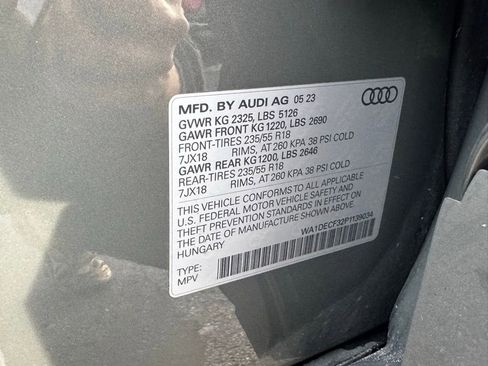 MFD. BY AUDI AG 05 23
GVWR KG 2325, LBS 5126
GAWR FRONT KG 1220, LBS 2690
FRONT-TIRES 235/55 R18
7JX18 RIMS, AT 260 KPA 38 PSI COLD
GAWR REAR KG1200, LBS 2646
REAR-TIRES 235/55 R18
7JX18 RIMS, AT 260 KPA 38 PSI COLD
THIS VEHICLE CONFORMS TO ALL APPLICABLE
U.S. FEDERAL MOTOR VEHICLE SAFETY AND
THEFT PREVENTION STANDARDS IN EFFECT ON
THE DATE OF MANUFACTURE SHOWN ABOVE.
HUNGARY
WA1DECF32P1139034
TYPE:
MPV